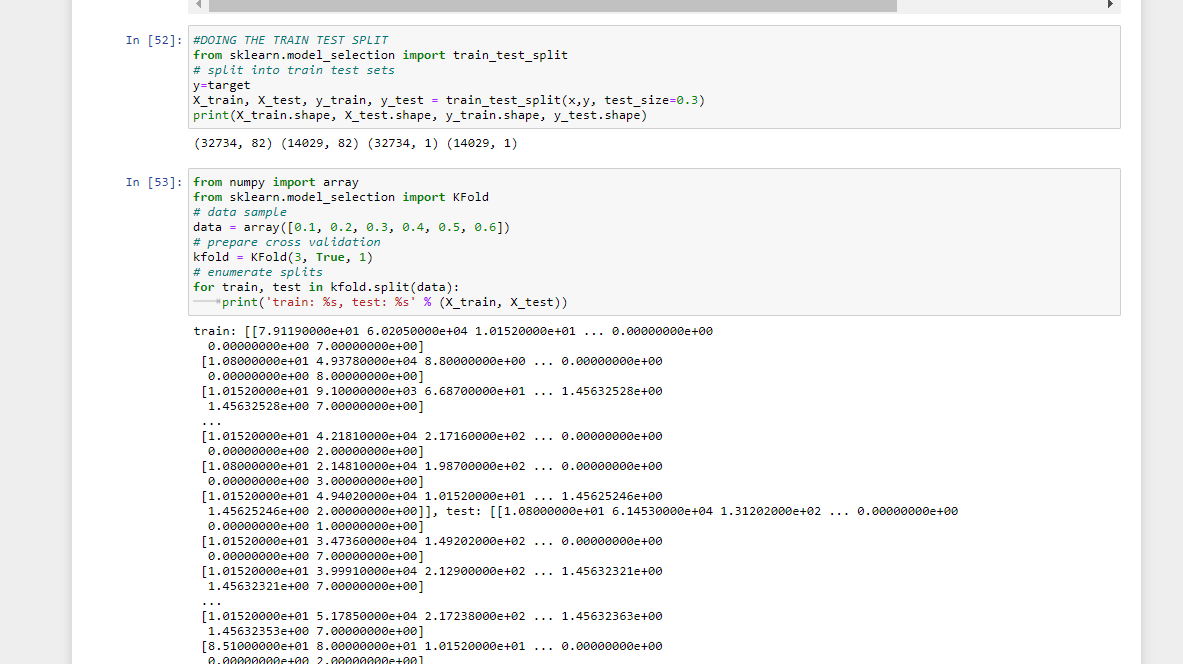 In [52]: #DOING THE TRAIN TEST SPLIT
from sklearn.model_selection import train_test_split
# split into train test sets
y=target
X_train, X_test, y_train, y_test = train_test_split(x,y, test_size=0.3)
print(X_train.shape, X_test.shape, y_train.shape, y_test.shape)
(32734, 82) (14029, 82) (32734, 1) (14029, 1)
In [53]: from numpy import array
from sklearn.model_selection import KFold
# data sample
data = array([0.1, 0.2, 0.3, 0.4, 0.5, 0.6])
# prepare cross validation
kfold = KFold(3, True, 1)
# enumerate splits
for train, test in kfold.split(data):
print('train: %s, test: %s' % (X_train, X_test))
train: [[7.91190000e+01 6.02050000e+04 1.01520000e+01 ... 0.00000000e+00
0.00000000e+00 7.00000000e+00]
[1.08000000e+01 4.93780000e+04 8.80000000e+00 ... 0.00000000e+00
0.00000000e+00 8.00000000e+00]
[1.01520000e+01 9.10000000e+03 6.68700000e+01 ... 1.45632528e+00
1.45632528e+00 7.00000000e+00]
...
[1.01520000e+01 4.21810000e+04 2.17160000e+02 ... 0.00000000e+00
0.00000000e+00 2.00000000e+00]
[1.08000000e+01 2.14810000e+04 1.98700000e+02 ... 0.00000000e+00
0.00000000e+00 3.00000000e+00]
[1.01520000e+01 4.94020000e+04 1.01520000e+01 ... 1.45625246e+00
1.45625246e+00 2.00000000e+00]], test: [[1.08000000e+01 6.14530000e+04 1.31202000e+02 ... 0.00000000e+00
0.00000000e+00 1.00000000e+00]
[1.01520000e+01 3.47360000e+04 1.49202000e+02 ... 0.00000000e+00
0.00000000e+00 7.00000000e+00]
[1.01520000e+01 3.99910000e+04 2.12900000e+02 ... 1.45632321e+00
1.45632321e+00 7.00000000e+00]
...
[1.01520000e+01 5.17850000e+04 2.17238000e+02 ... 1.45632363e+00
1.45632353e+00 7.00000000e+00]
[8.51000000e+01 8.00000000e+01 1.01520000e+01 ... 0.00000000e+00
0.00000000e+00 2.00000000e+00]